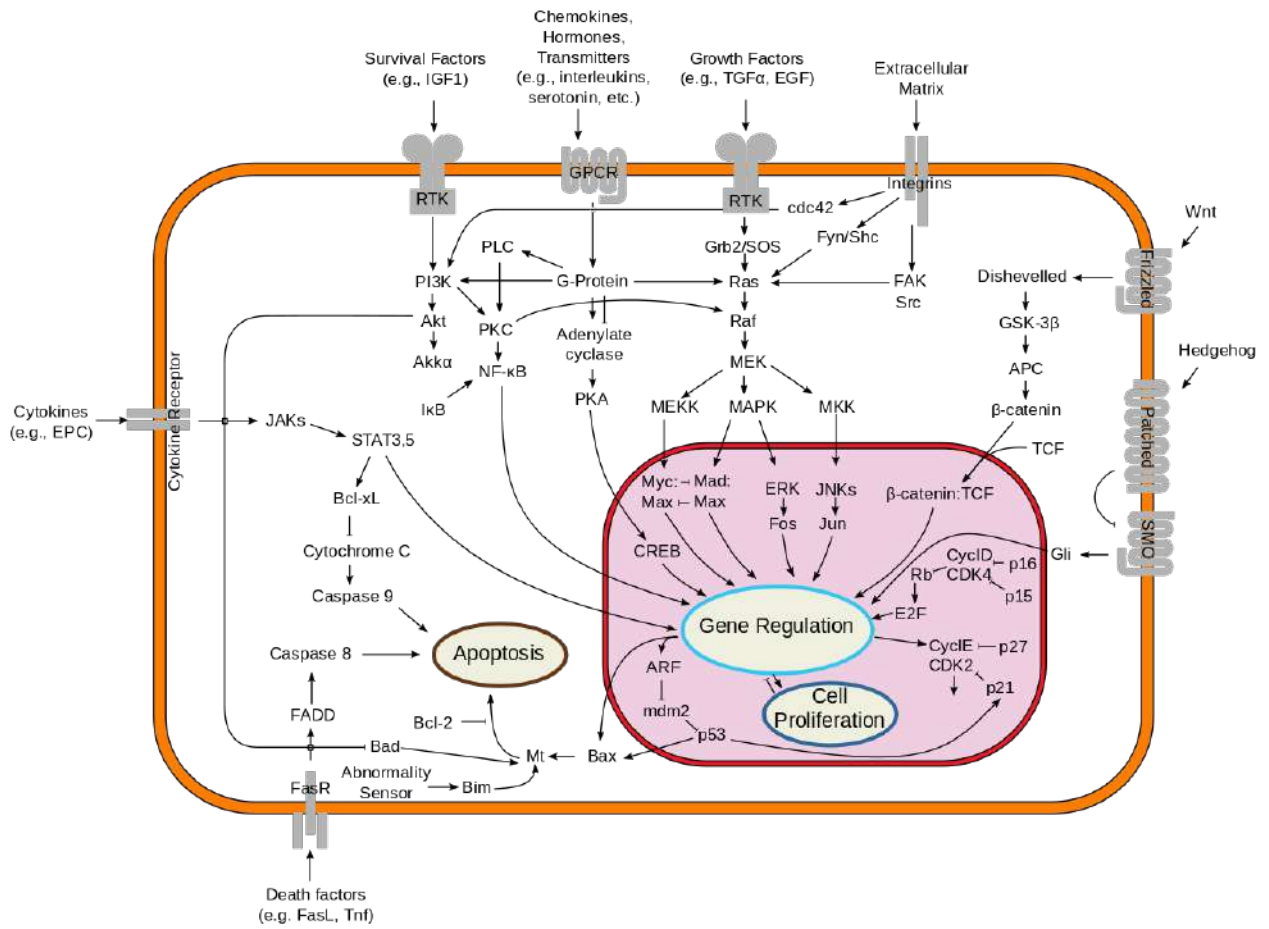 Chemokines,
Hormones,
Transmitters
(e.g., interleukins,
serotonin, etc.)
Survival Factors
(e.g., IGF1)
Growth Factors
(e.g., TGFα, EGF)
Extracellular
Matrix
RTK
GPCR
RTK
Integrins
cdc42
Fyn/Shc
Wnt
Frizzled
PLC
Grb2/SOS
PI3K
G-Protein
Ras
FAK
Src
Dishevelled
Akt
PKC
Adenylate
cyclase
Raf
GSK-3β
Akkα
NF-κB
MEK
APC
Hedgehog
IκB
PKA
MEKK
MAPK
MKK
β-catenin
Patched
Cytokines
(e.g., EPC)
Cytokine Receptor
JAKs
STAT3,5
TCF
Bcl-xL
Myc:
Mad:
Max
Max
ERK
JNKs
β-catenin:TCF
Fos
Jun
SMO
Cytochrome C
CREB
Gli
CyclD
CDK4
p16
Rb
p15
Caspase 9
E2F
Gene Regulation
Caspase 8
Apoptosis
ARF
CyclE
CDK2
p27
p21
Cell
Proliferation
FADD
Bcl-2
mdm2
p53
Bad
Mt
Bax
Abnormality
Sensor
Bim
FasR
Death factors
(e.g. FasL, Tnf)